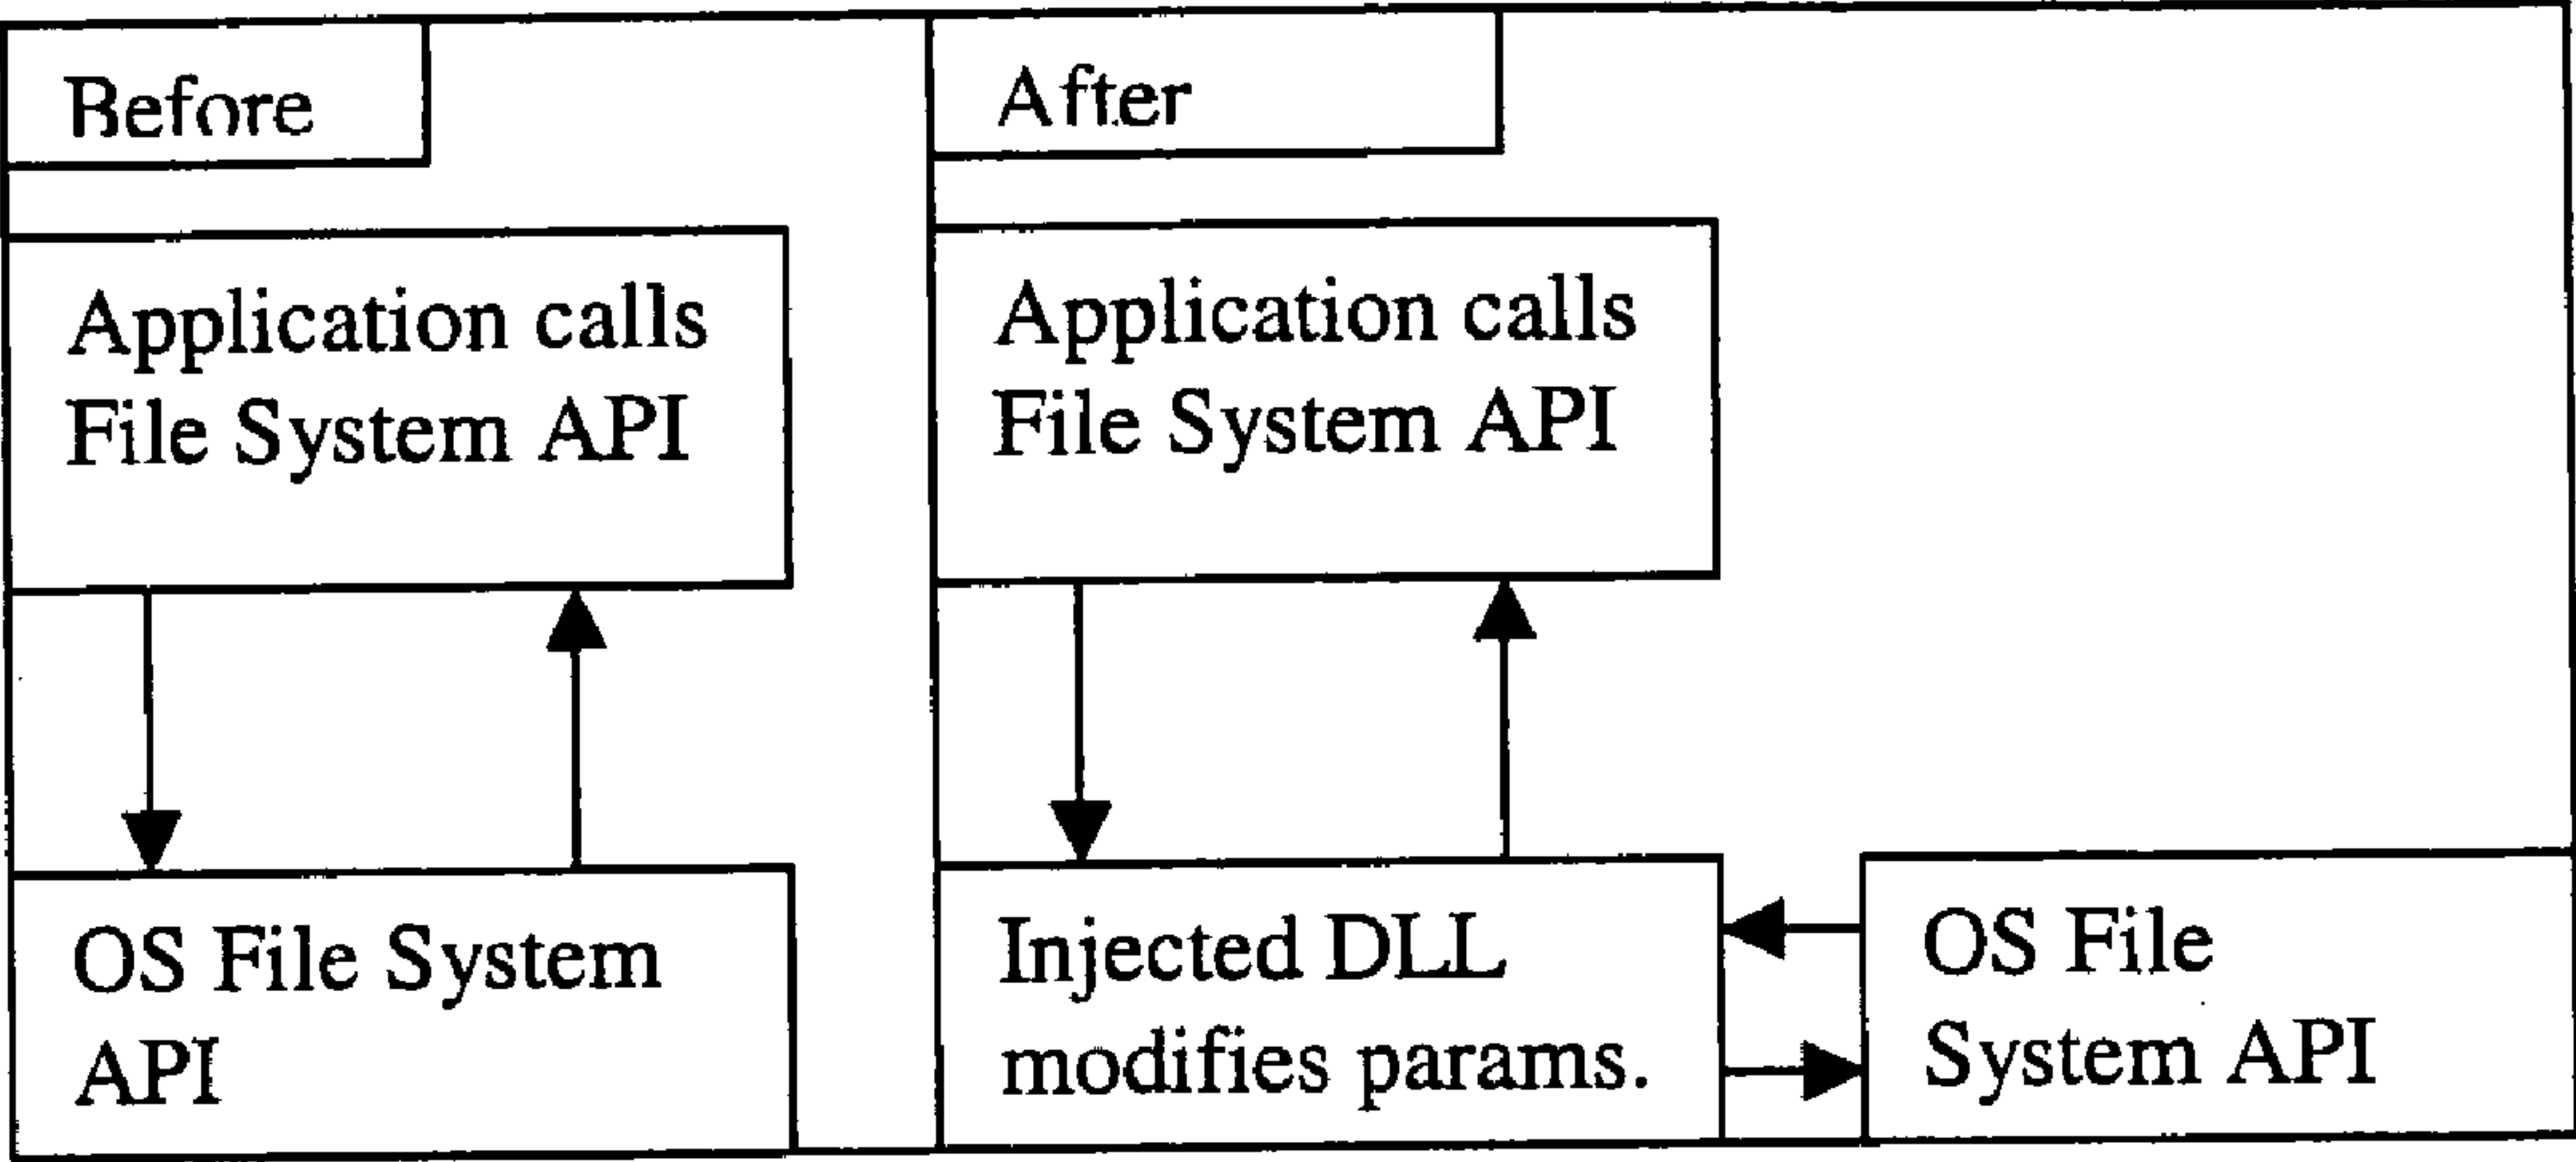 Before
Application calls
File System API
OS File System
API
After
Application calls
File System API
Injected DLL
modifies params.
OS File
System API